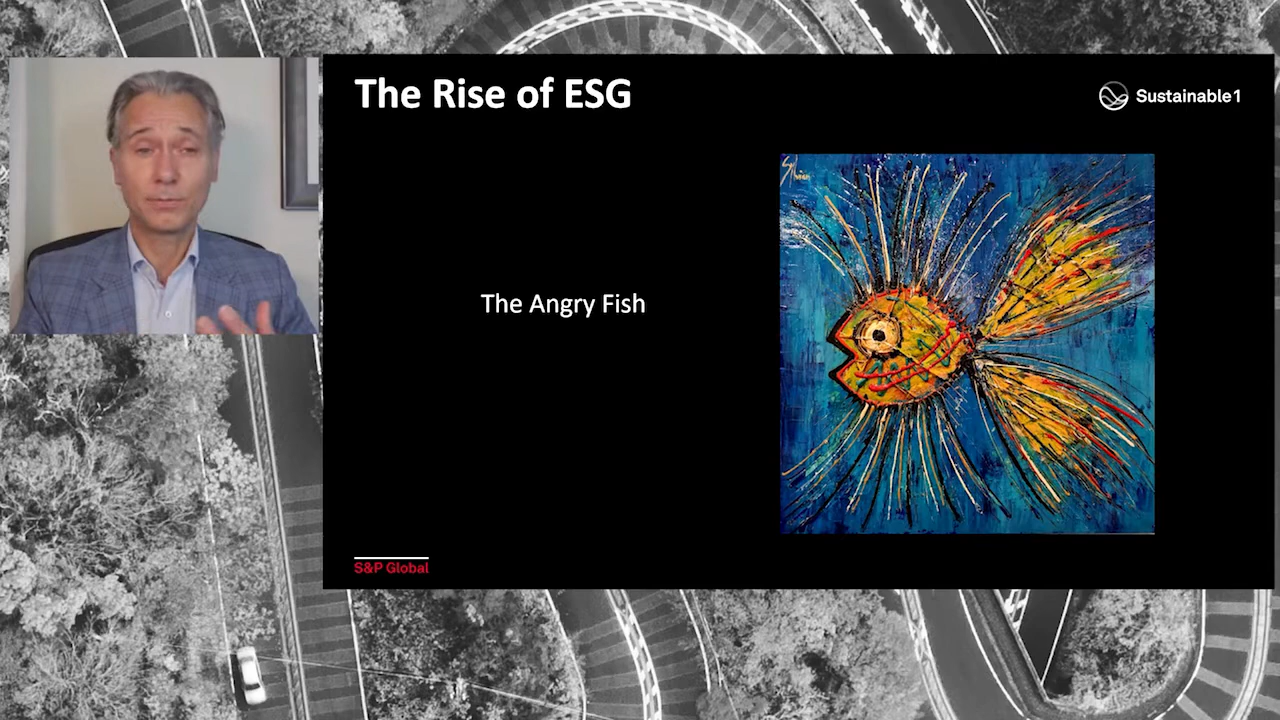 The Rise of ESG
Sustainable1
The Angry Fish
S&P Global